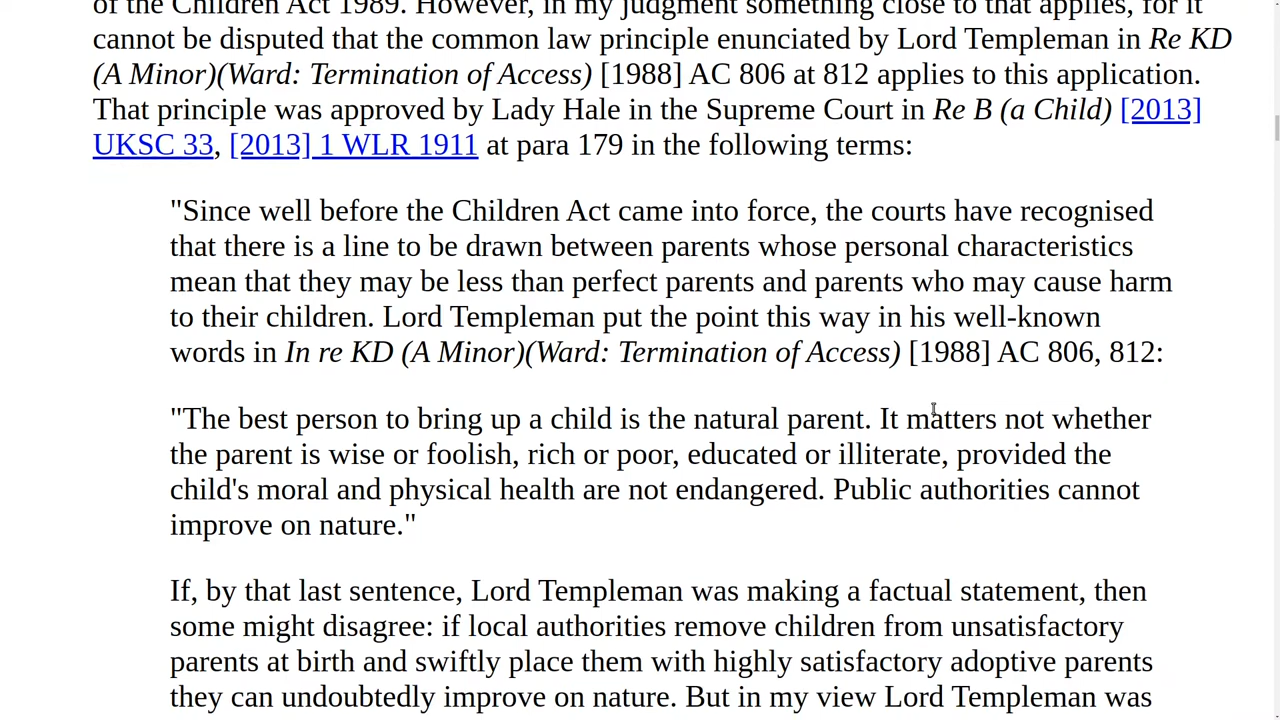 of the Children Act 1989. However, in my judgment something close to that applies, for it
cannot be disputed that the common law principle enunciated by Lord Templeman in Re KD
(A Minor)(Ward: Termination of Access) [1988] AC 806 at 812 applies to this application.
That principle was approved by Lady Hale in the Supreme Court in Re B (a Child) [2013]
UKSC 33, [2013] 1 WLR 1911 at para 179 in the following terms:
"Since well before the Children Act came into force, the courts have recognised
that there is a line to be drawn between parents whose personal characteristics
mean that they may be less than perfect parents and parents who may cause harm
to their children. Lord Templeman put the point this way in his well-known
words in In re KD (A Minor)(Ward: Termination of Access) [1988] AC 806, 812:
"The best person to bring up a child is the natural parent. It matters not whether
the parent is wise or foolish, rich or poor, educated or illiterate, provided the
child's moral and physical health are not endangered. Public authorities cannot
improve on nature."
If, by that last sentence, Lord Templeman was making a factual statement, then
some might disagree: if local authorities remove children from unsatisfactory
parents at birth and swiftly place them with highly satisfactory adoptive parents
they can undoubtedly improve on nature. But in my view Lord Templeman was